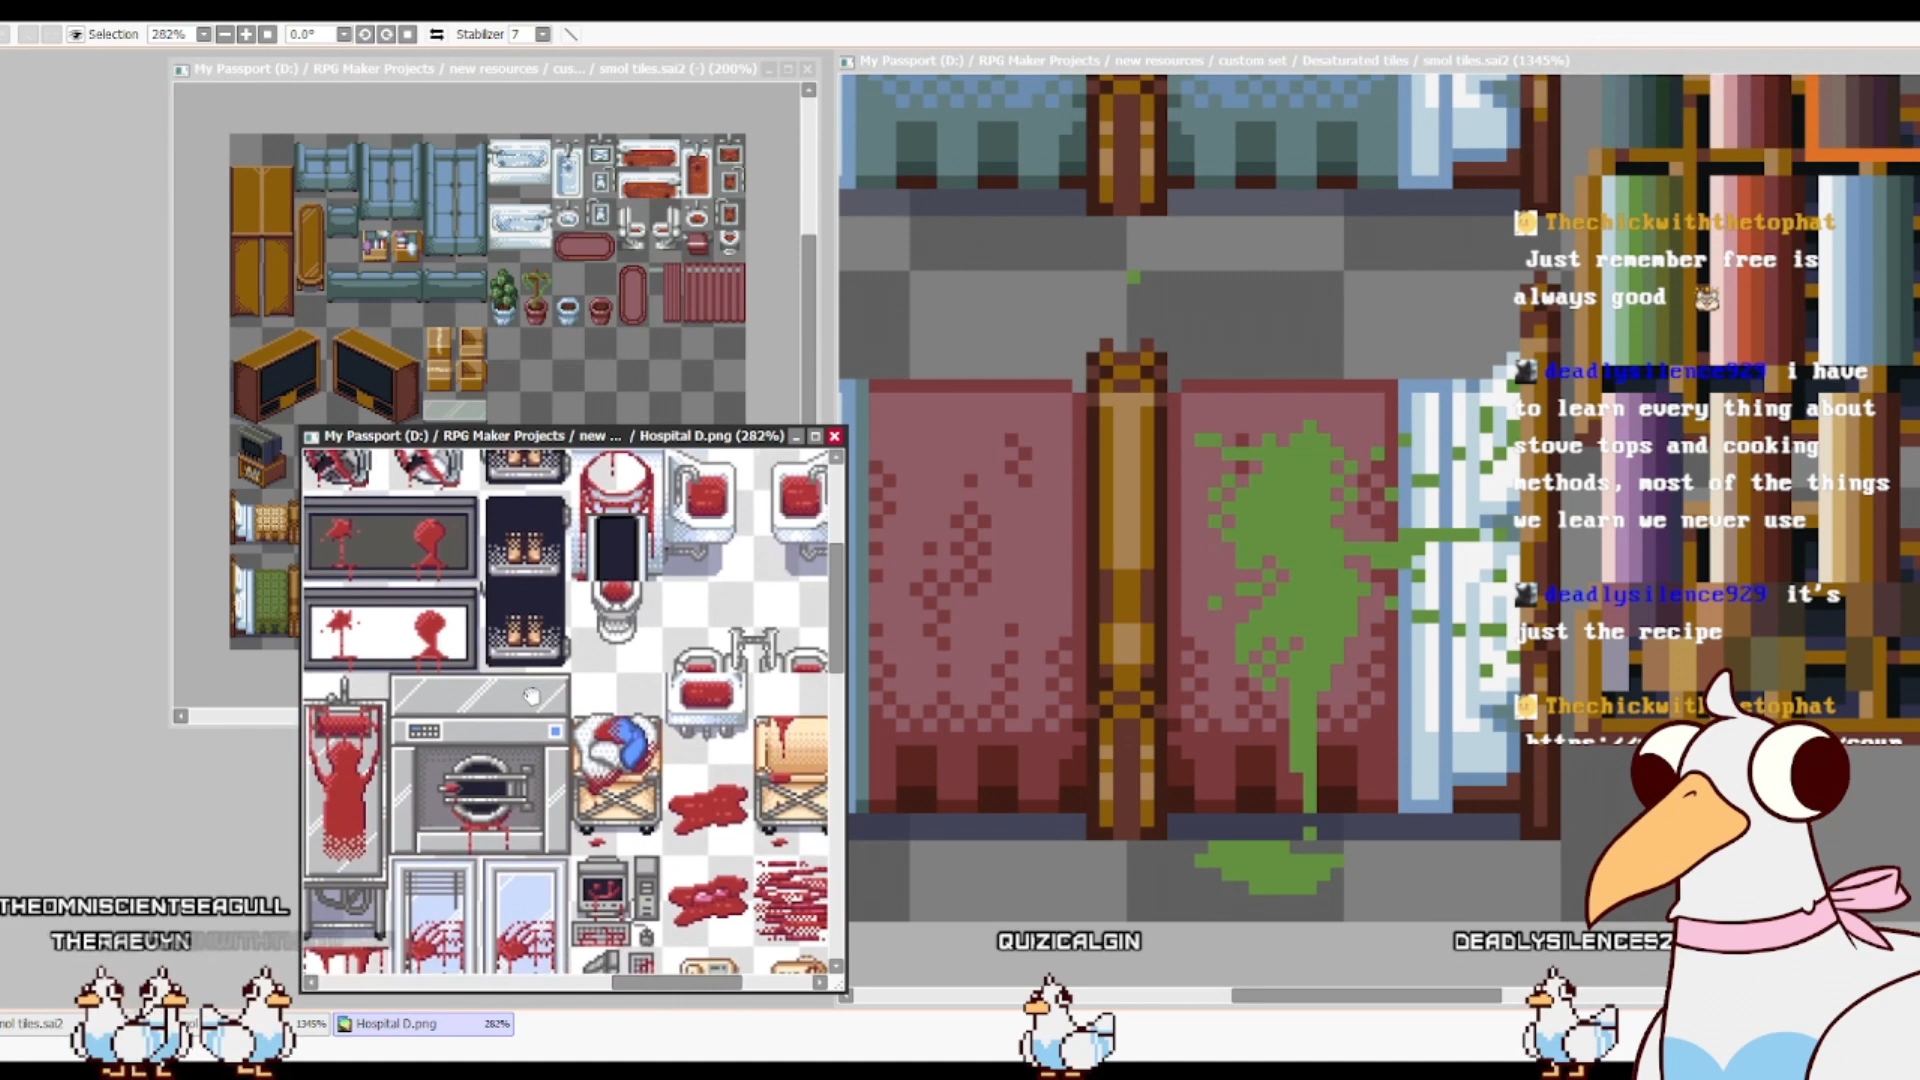 Selection 282% 0.0° Stabilizer 7
My Passport (D:) / RPG Maker Projects / new resources / cus... / smol tiles.sai2 (-) (200%)
My Passport (D:) / RPG Maker Projects / new resources / custom set / Desaturated tiles / smol tiles.sai2 (1345%)
Thechickwiththetophat
Just remember free is
always good
deadlysilence929 i have
to learn every thing about
stove tops and cooking
methods, most of the things
we learn we never use
deadlysilence929 it's
just the recipe
Thechickwiththetophat
My Passport (D:) / RPG Maker Projects / new ... / Hospital D.png (282%)
THEOMNISCIENTSEAGULL
THERAEVYN
QUIZICALGIN
DEADLYSILENCE92
smol tiles.sai2
1345%
Hospital D.png 282%